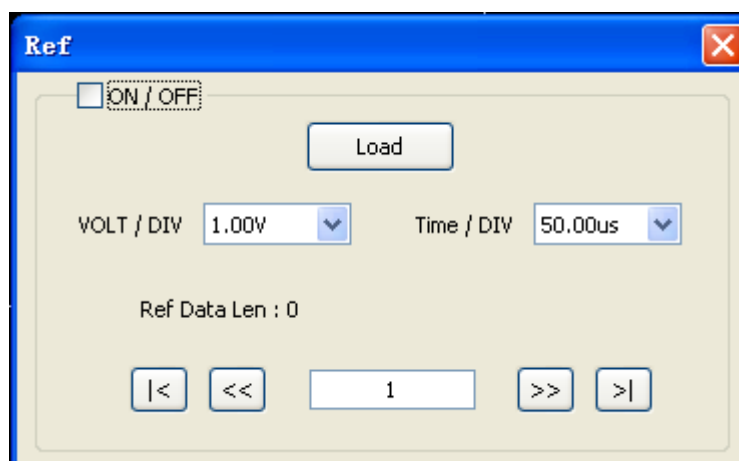 Ref
ON / OFF
Load
VOLT / DIV 1.00V Time / DIV 50.00us
Ref Data Len : 0
|< << 1 >> >|